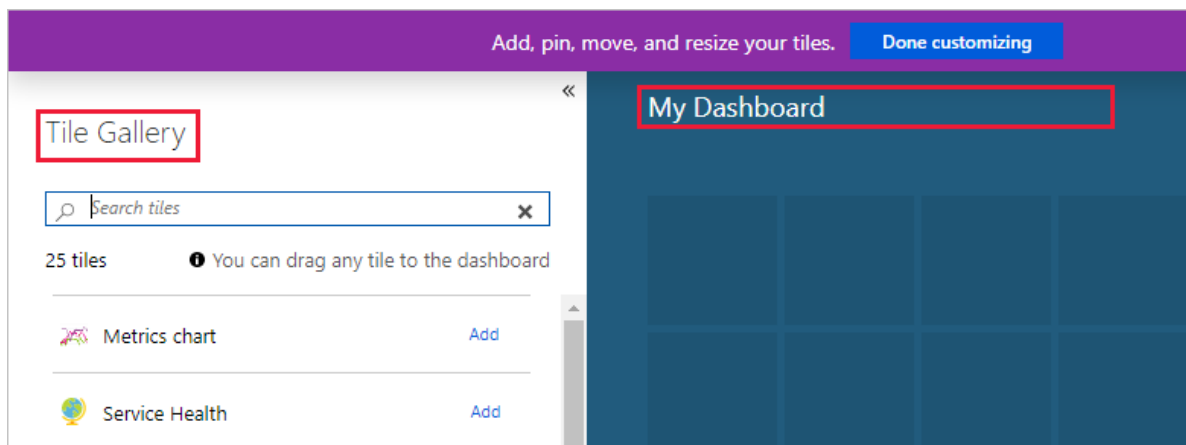 Add, pin, move, and resize your tiles. Done customizing
«
Tile Gallery
My Dashboard
Search tiles
25 tiles You can drag any tile to the dashboard
Metrics chart Add
Service Health Add